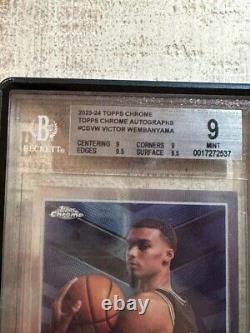 2023-24 TOPPS CHROME
TOPPS CHROME AUTOGRAPHS
#CGVW VICTOR WEMBANYAMA
CENTERING 9 CORNERS 9
EDGES 9.5 SURFACE 9.5
9
MINT
0017272537
BECKETT®
Topps
Chrome